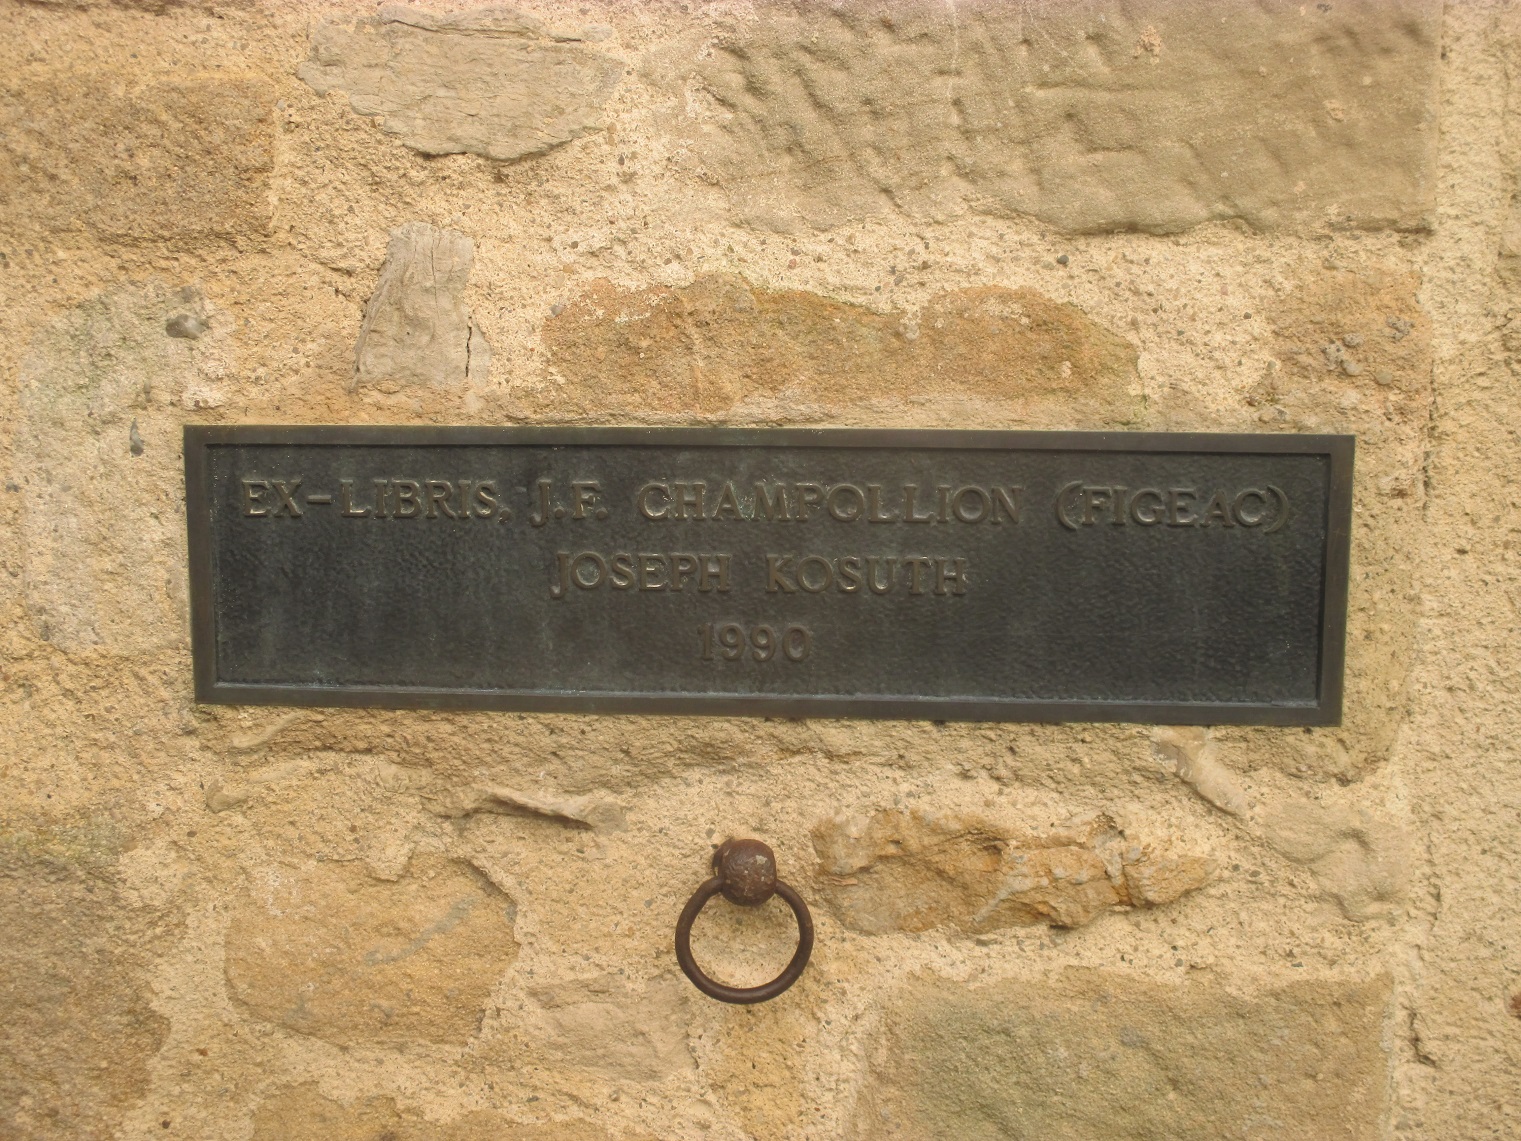 EX-LIBRIS. J.F. CHAMPOLLION (FIGEAC)
JOSEPH KOSUTH
1990